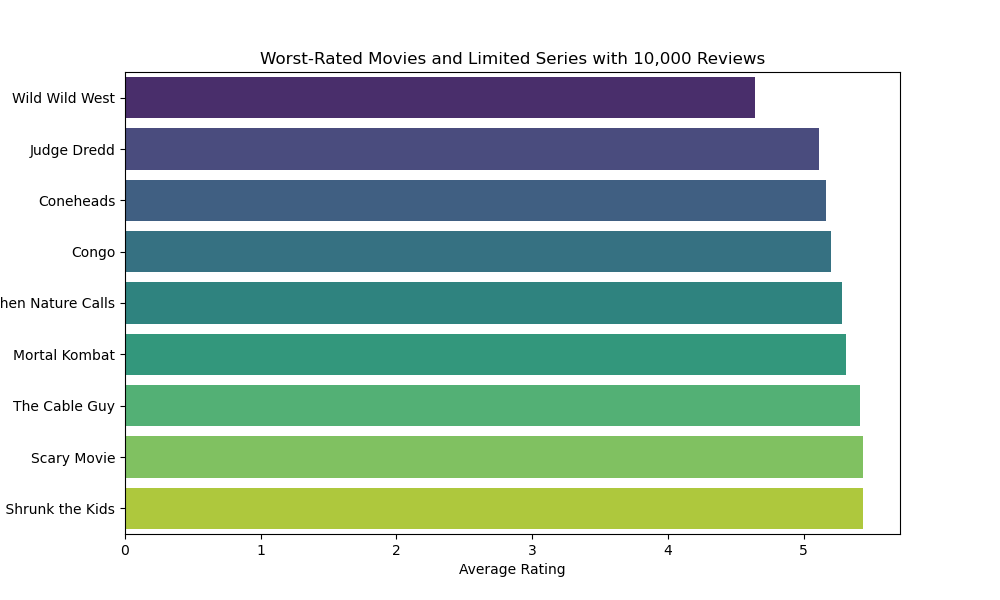 Worst-Rated Movies and Limited Series with 10,000 Reviews
Wild Wild West
Judge Dredd
Coneheads
Congo
hen Nature Calls
Mortal Kombat
The Cable Guy
Scary Movie
Shrunk the Kids
0 1 2 3 4 5
Average Rating